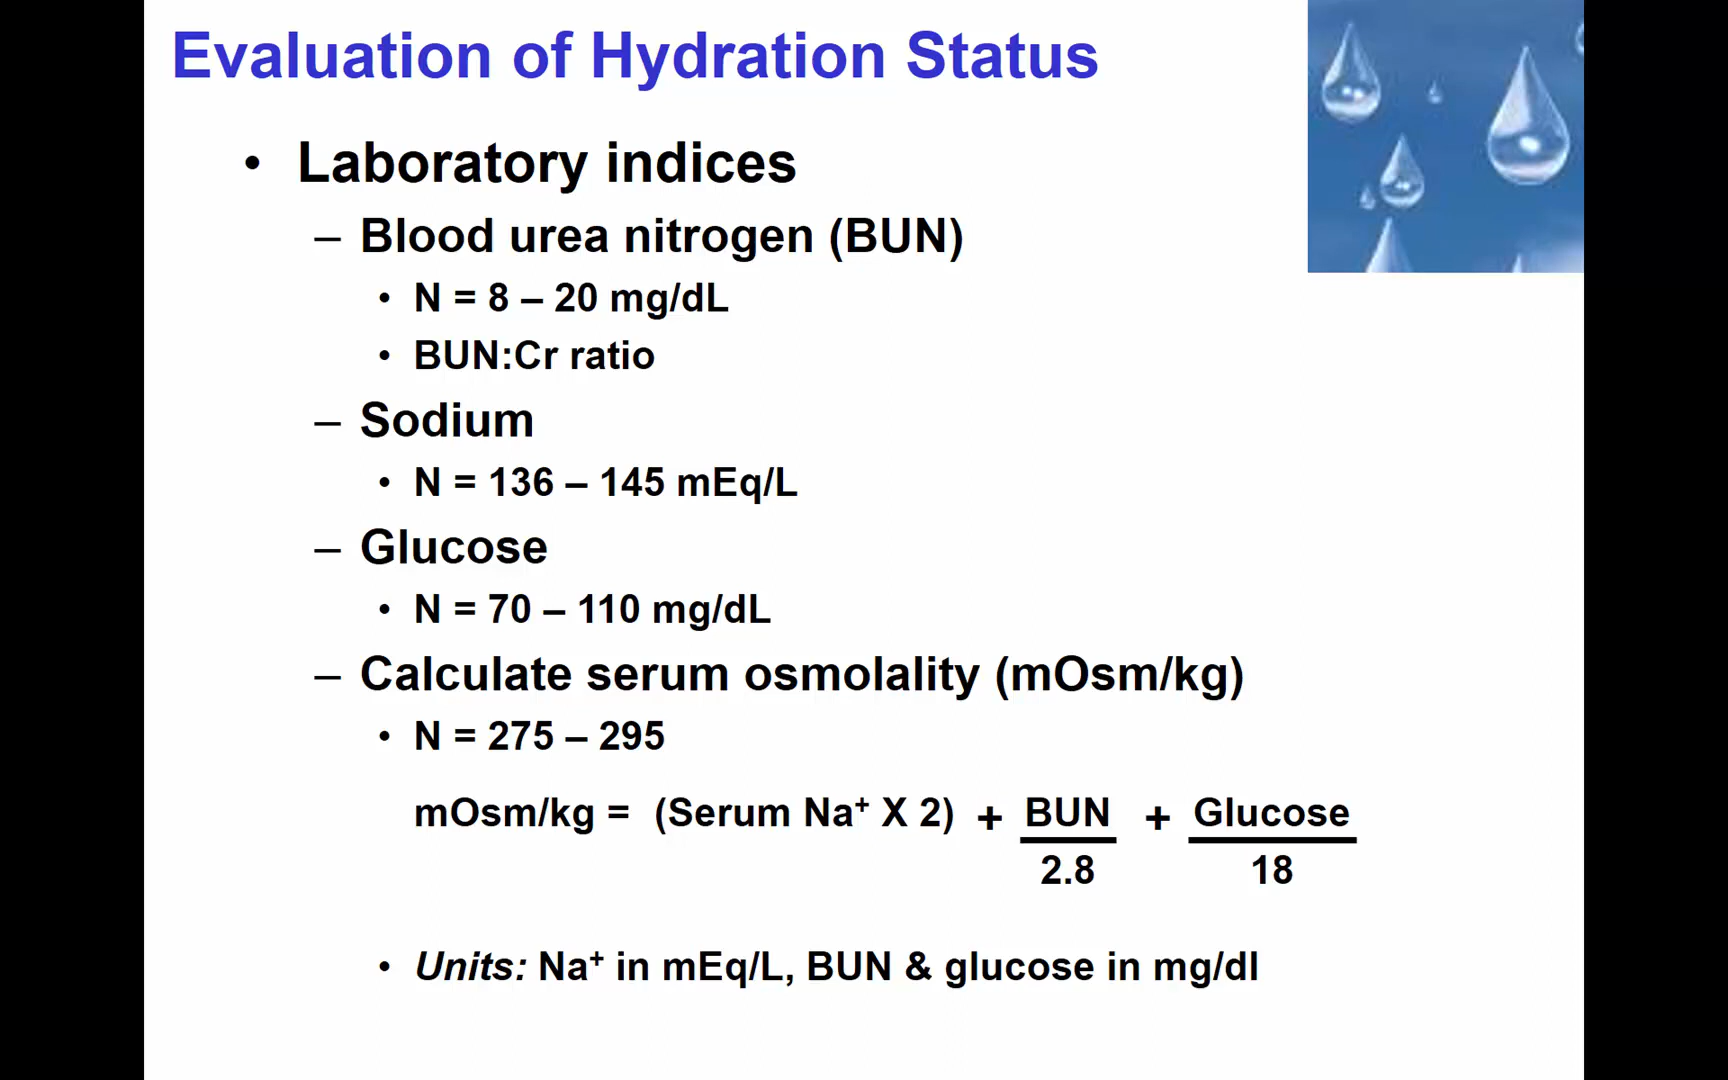 Evaluation of Hydration Status
• Laboratory indices
– Blood urea nitrogen (BUN)
• N = 8 – 20 mg/dL
• BUN:Cr ratio
– Sodium
• N = 136 – 145 mEq/L
– Glucose
• N = 70 – 110 mg/dL
– Calculate serum osmolality (mOsm/kg)
• N = 275 – 295
mOsm/kg = (Serum Na⁺ X 2) + BUN + Glucose
2.8 18
• Units: Na⁺ in mEq/L, BUN & glucose in mg/dl